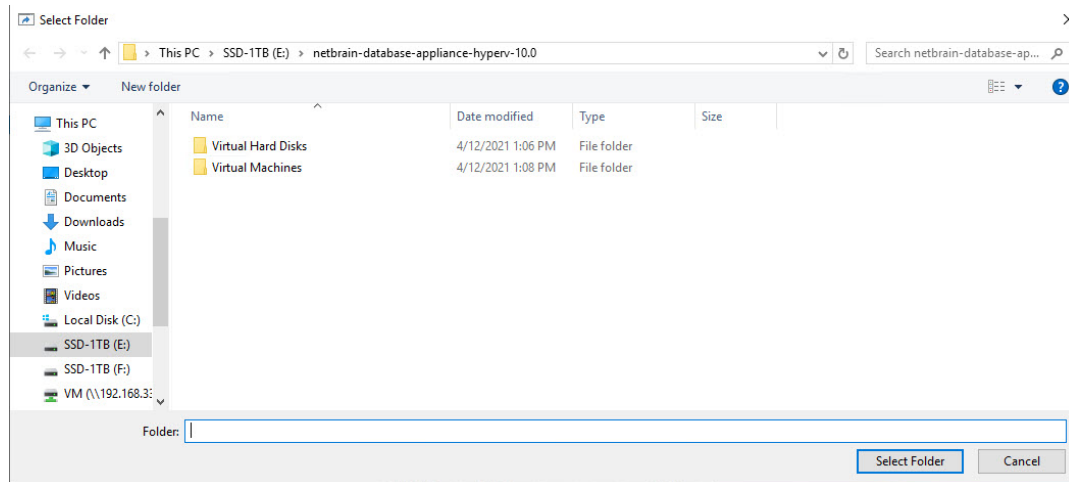 Select Folder
This PC > SSD-1TB (E:) > netbrain-database-appliance-hyperv-10.0
Search netbrain-database-ap...
Organize
New folder
Name
Date modified
Type
Size
Virtual Hard Disks
4/12/2021 1:06 PM
File folder
Virtual Machines
4/12/2021 1:08 PM
File folder
This PC
3D Objects
Desktop
Documents
Downloads
Music
Pictures
Videos
Local Disk (C:)
SSD-1TB (E:)
SSD-1TB (F:)
VM (\\192.168.33
Folder:
Select Folder
Cancel